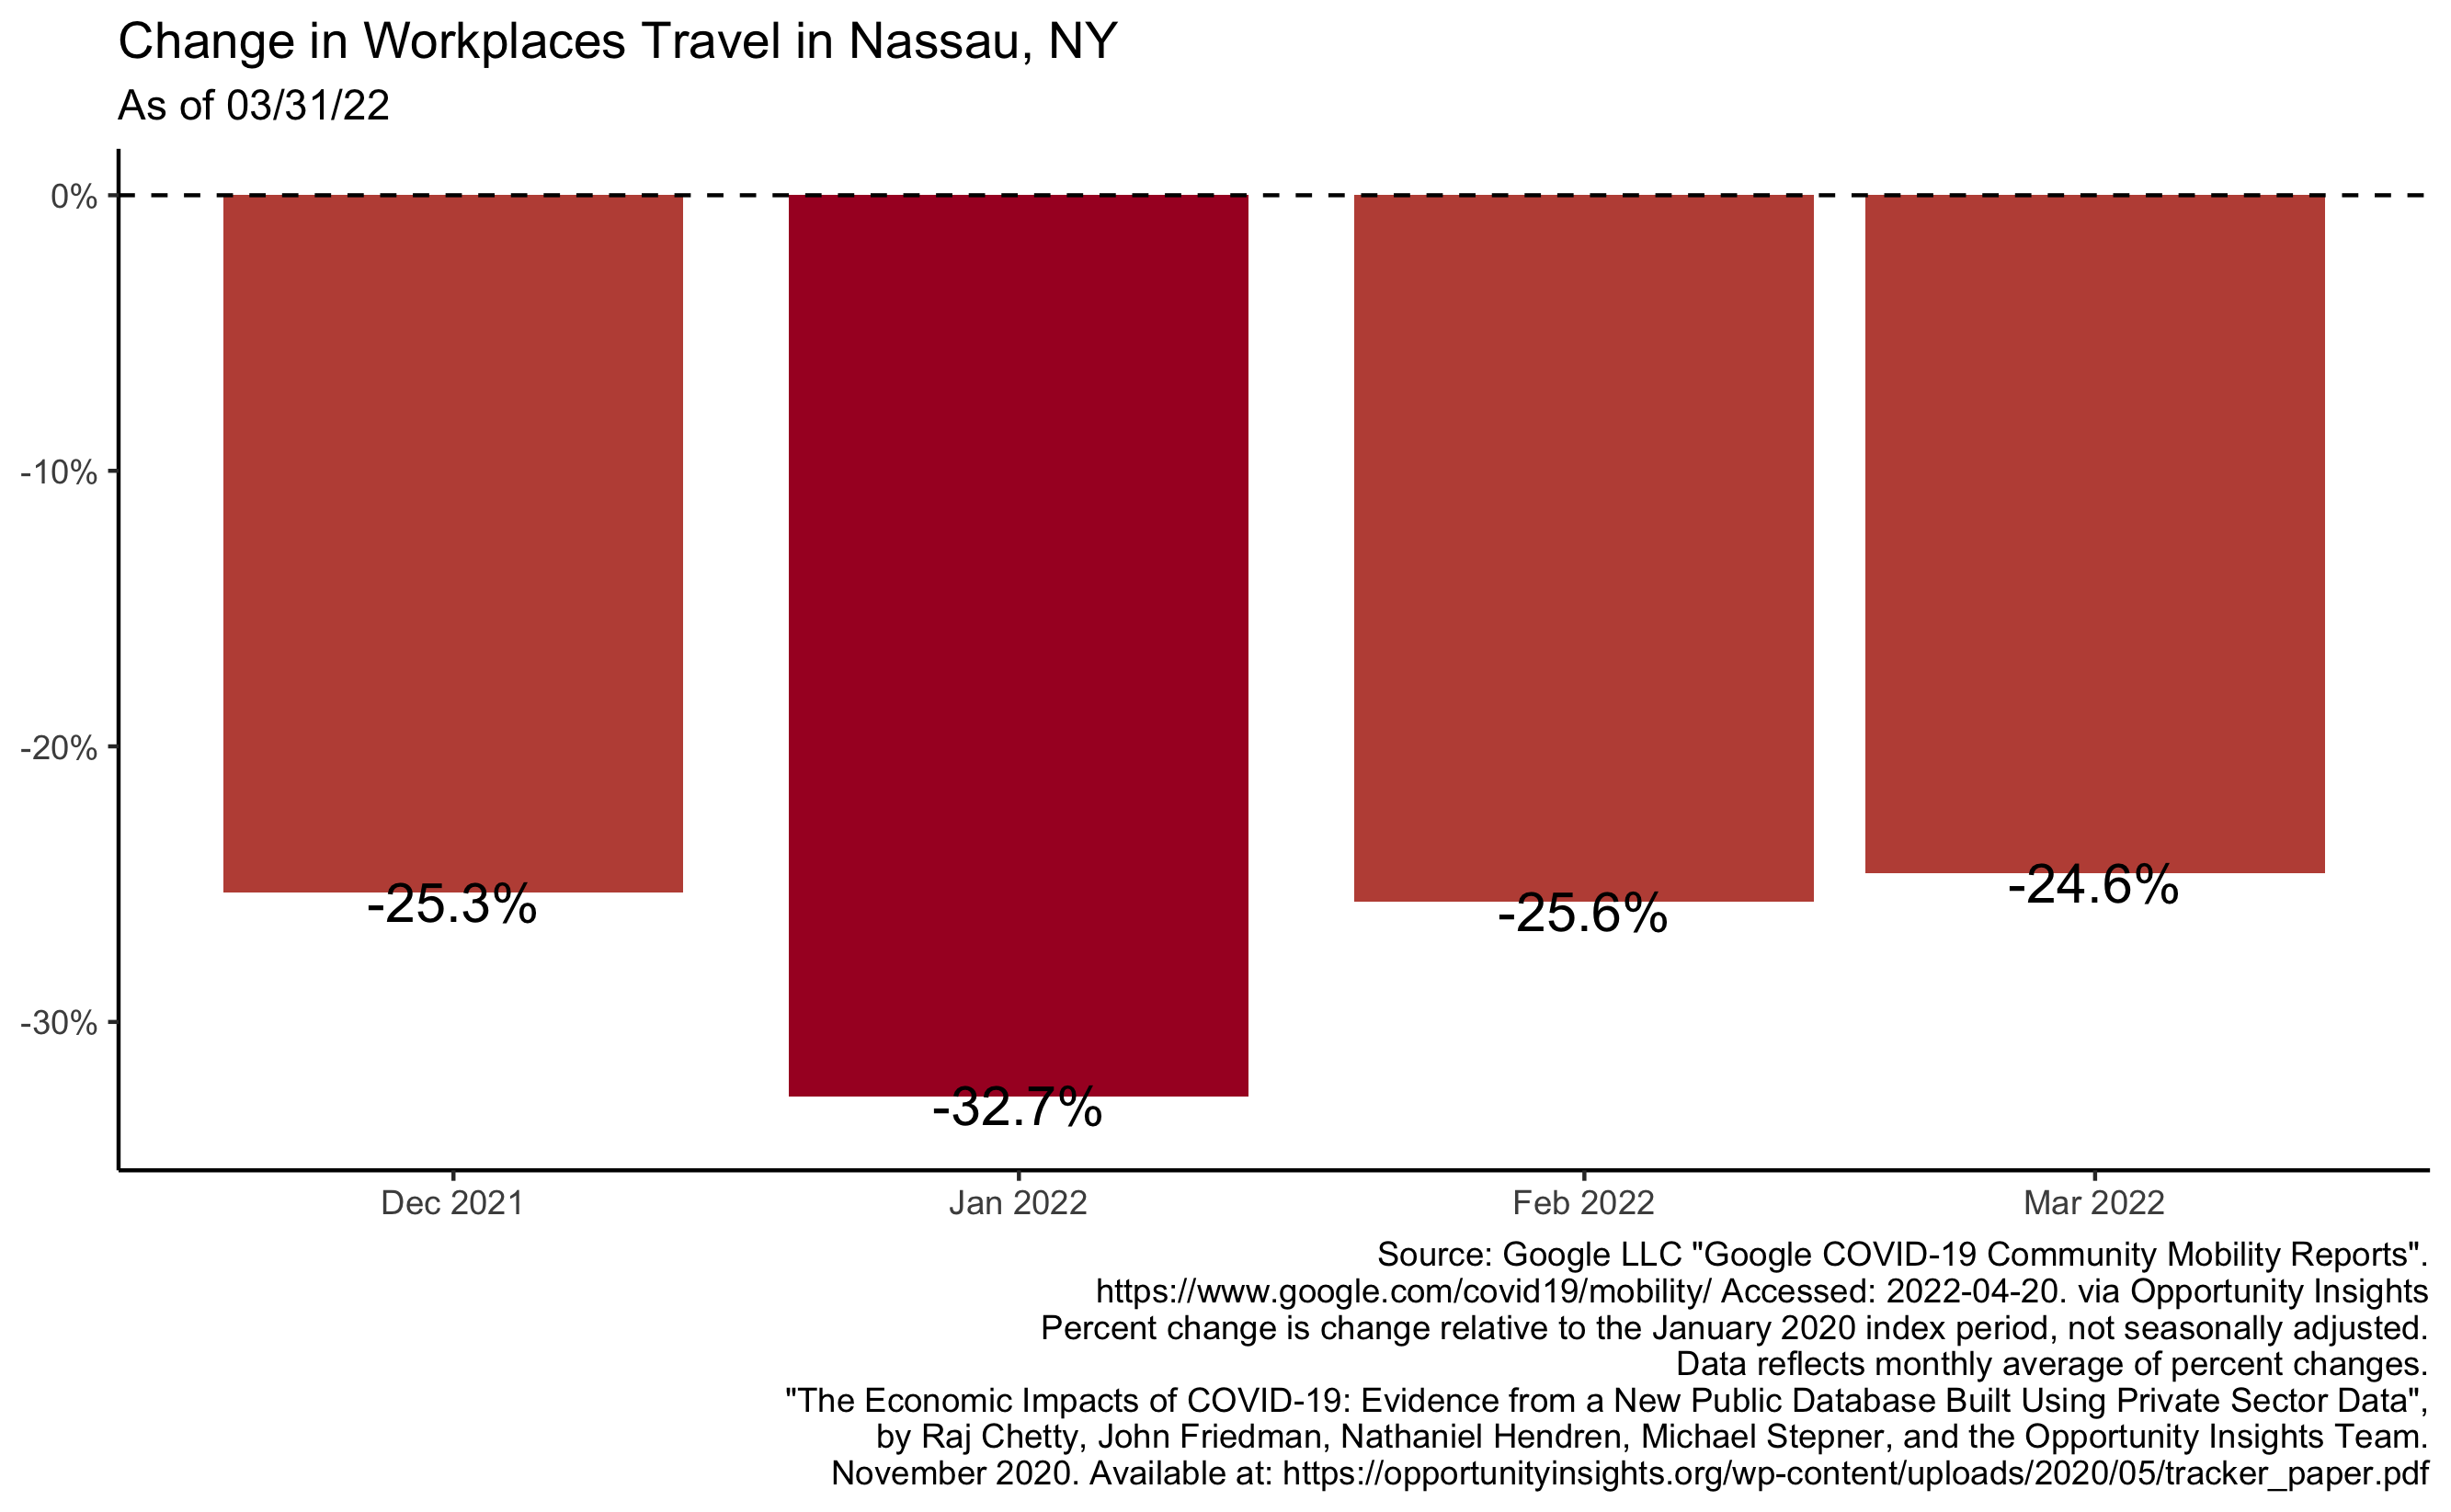 Change in Workplaces Travel in Nassau, NY
As of 03/31/22
0%
-10%
-20%
-30%
-25.3%
-32.7%
-25.6%
-24.6%
Dec 2021
Jan 2022
Feb 2022
Mar 2022
Source: Google LLC "Google COVID-19 Community Mobility Reports".
https://www.google.com/covid19/mobility/ Accessed: 2022-04-20. via Opportunity Insights
Percent change is change relative to the January 2020 index period, not seasonally adjusted.
Data reflects monthly average of percent changes.
"The Economic Impacts of COVID-19: Evidence from a New Public Database Built Using Private Sector Data",
by Raj Chetty, John Friedman, Nathaniel Hendren, Michael Stepner, and the Opportunity Insights Team.
November 2020. Available at: https://opportunityinsights.org/wp-content/uploads/2020/05/tracker_paper.pdf